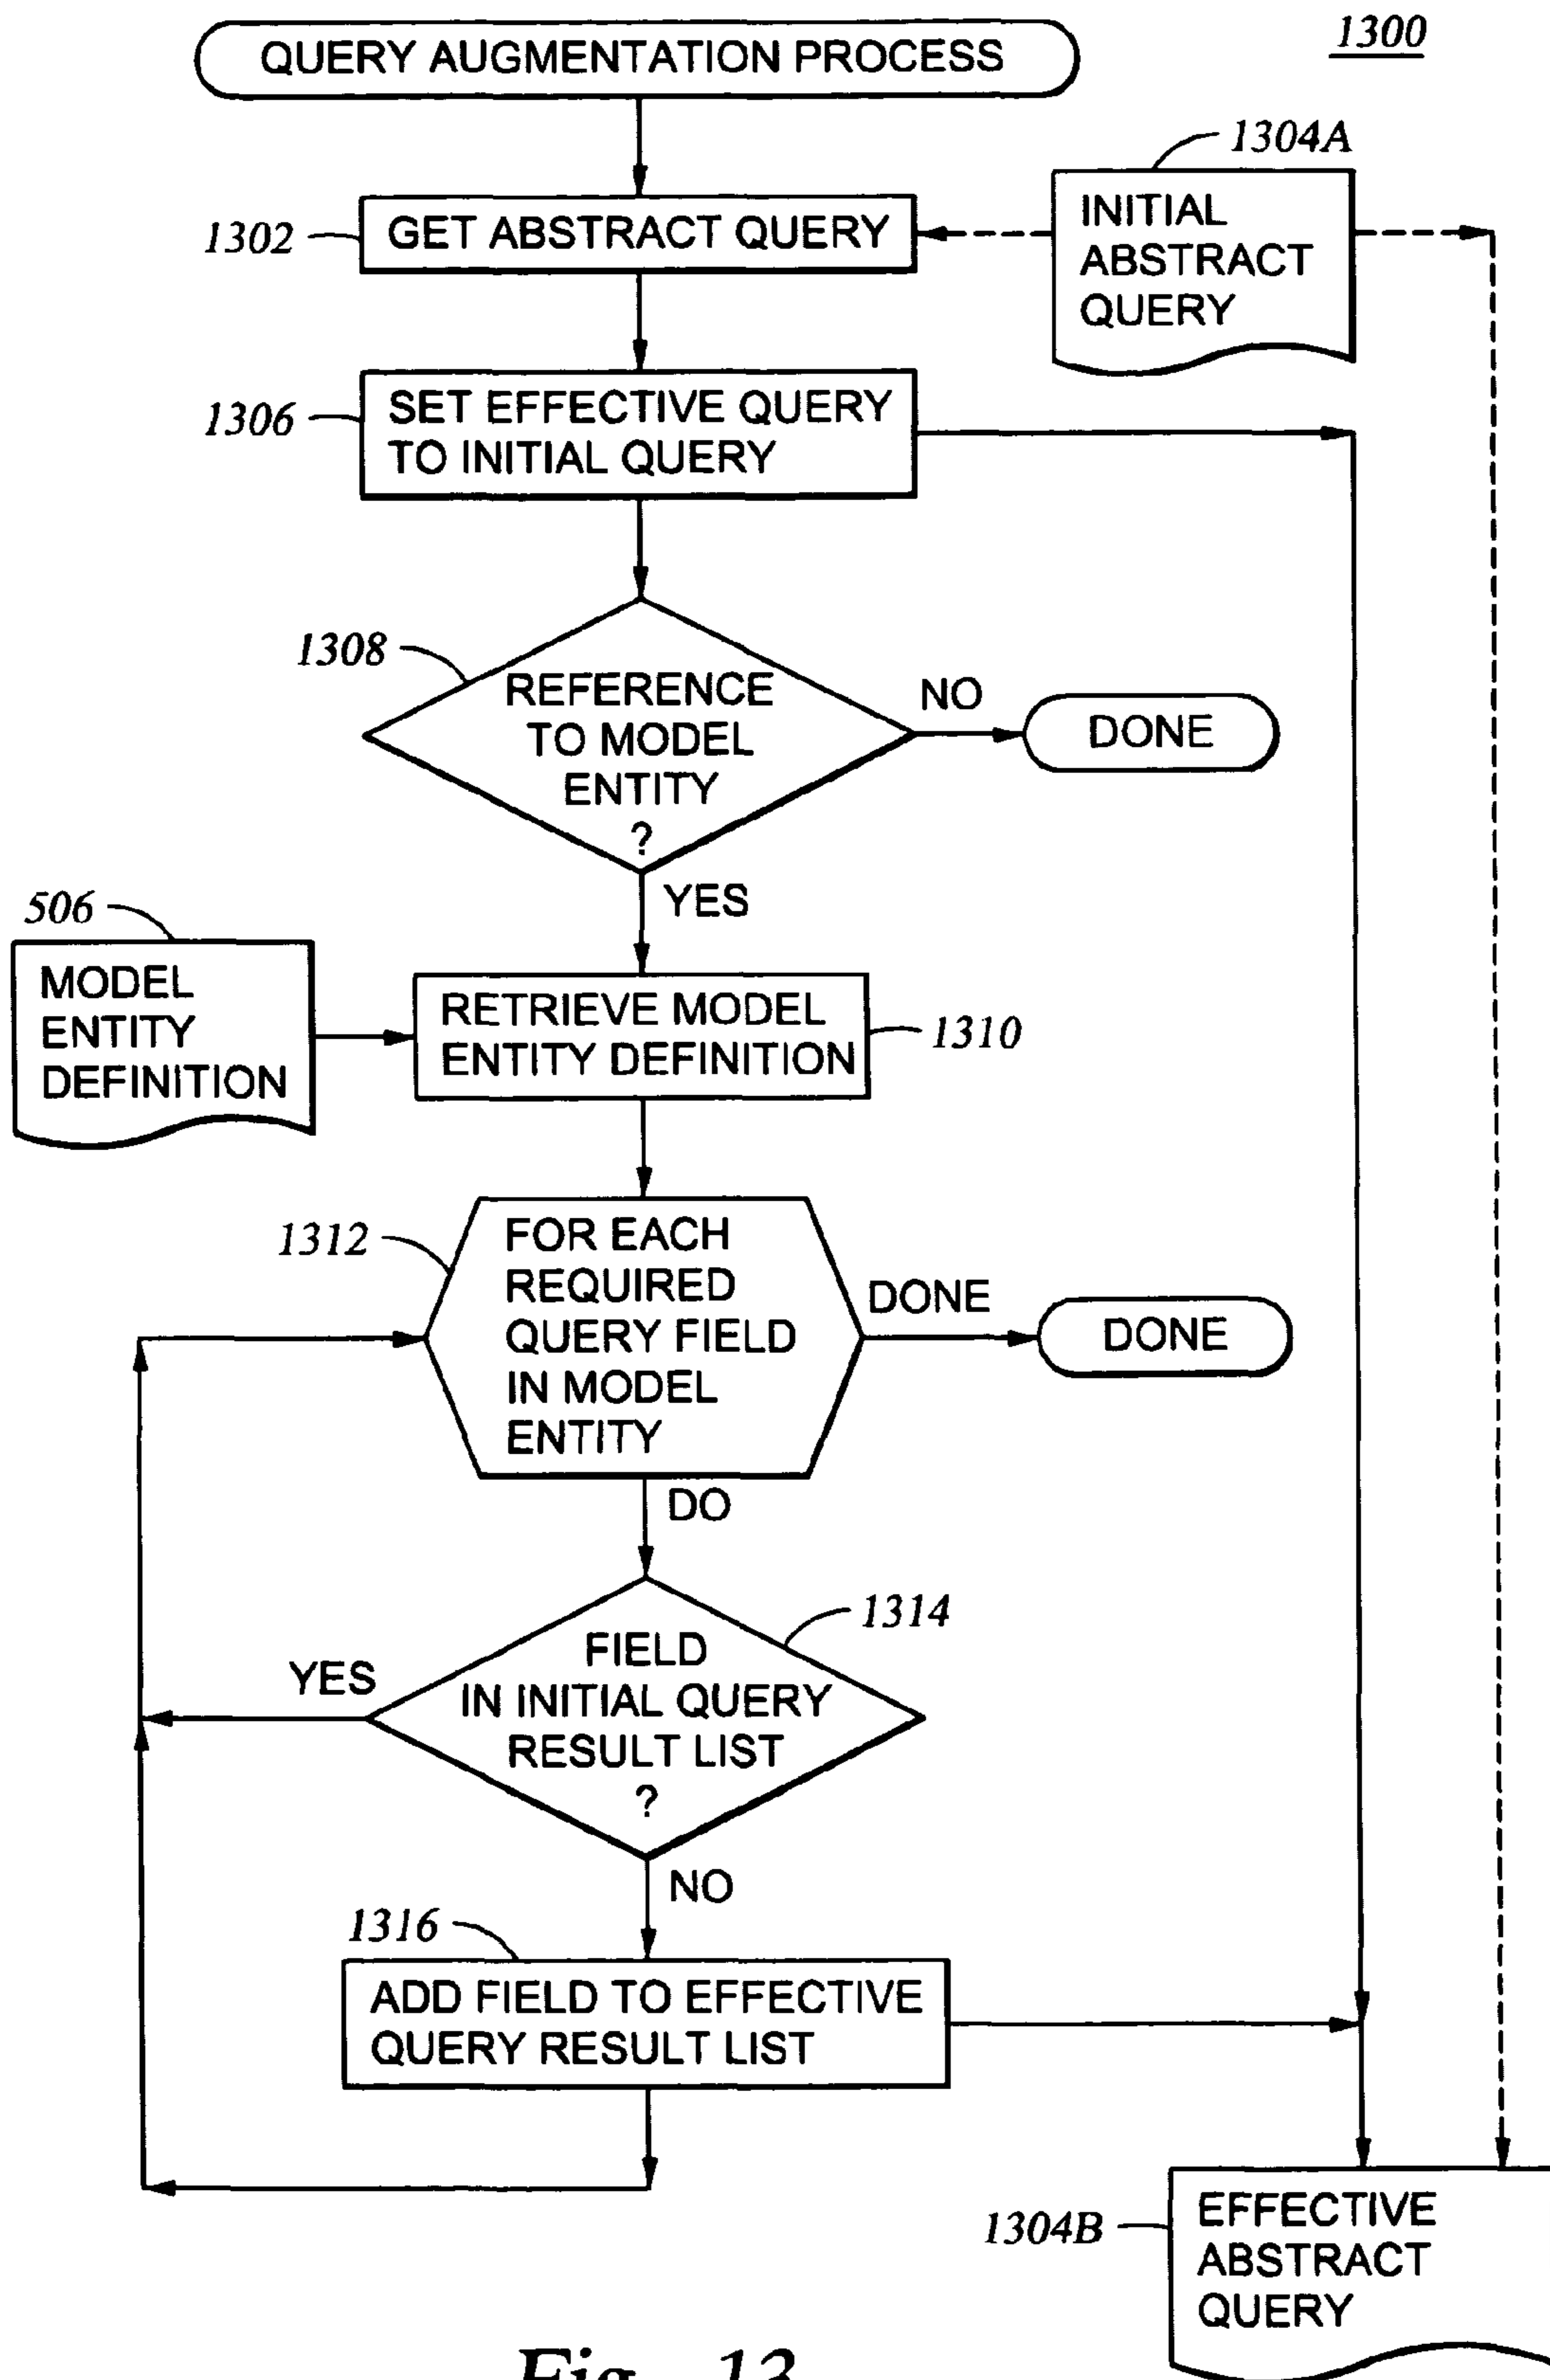 1300
QUERY AUGMENTATION PROCESS
1304A
INITIAL
ABSTRACT
QUERY
1302
GET ABSTRACT QUERY
1306
SET EFFECTIVE QUERY
TO INITIAL QUERY
1308
REFERENCE
TO MODEL
ENTITY
?
NO
DONE
YES
506
MODEL
ENTITY
DEFINITION
RETRIEVE MODEL
ENTITY DEFINITION
1310
1312
FOR EACH
REQUIRED
QUERY FIELD
IN MODEL
ENTITY
DONE
DONE
DO
1314
FIELD
IN INITIAL QUERY
RESULT LIST
?
YES
NO
1316
ADD FIELD TO EFFECTIVE
QUERY RESULT LIST
1304B
EFFECTIVE
ABSTRACT
QUERY
Fig. 13